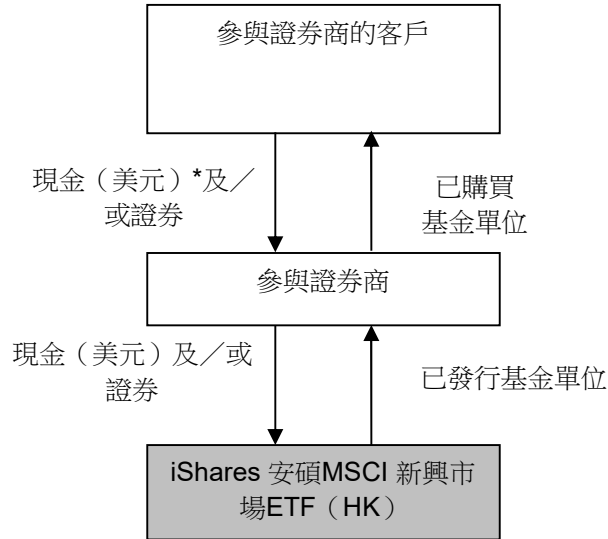 參與證券商的客戶
現金（美元）*及／
或證券
已購買
基金單位
參與證券商
現金（美元）及／或
證券
已發行基金單位
iShares 安碩MSCI 新興市
場ETF（HK）